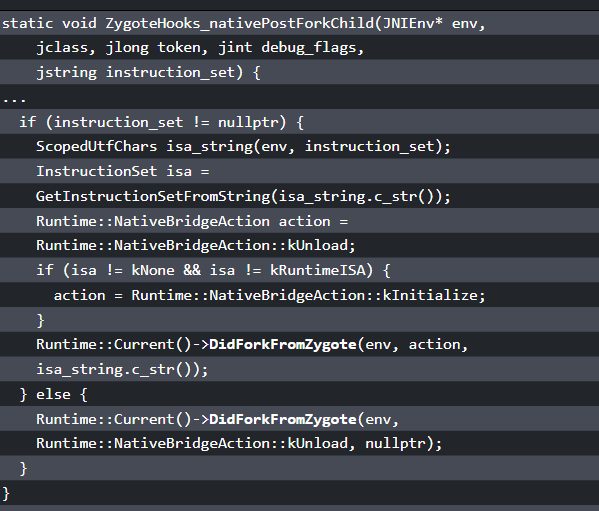 static void ZygoteHooks_nativePostForkChild(JNIEnv* env,
    jclass, jlong token, jint debug_flags,
    jstring instruction_set) {
...
  if (instruction_set != nullptr) {
    ScopedUtfChars isa_string(env, instruction_set);
    InstructionSet isa =
    GetInstructionSetFromString(isa_string.c_str());
    Runtime::NativeBridgeAction action =
    Runtime::NativeBridgeAction::kUnload;
    if (isa != kNone && isa != kRuntimeISA) {
      action = Runtime::NativeBridgeAction::kInitialize;
    }
    Runtime::Current()->DidForkFromZygote(env, action,
    isa_string.c_str());
  } else {
    Runtime::Current()->DidForkFromZygote(env,
    Runtime::NativeBridgeAction::kUnload, nullptr);
  }
}